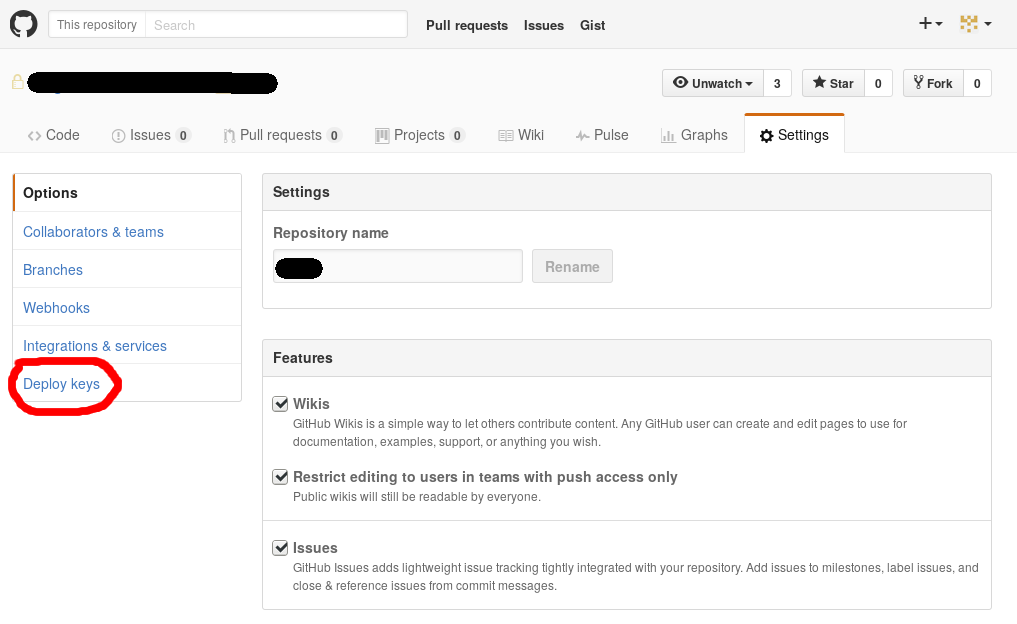 This repository Search Pull requests Issues Gist
Unwatch 3 Star 0 Fork 0
Code Issues 0 Pull requests 0 Projects 0 Wiki Pulse Graphs Settings
Options
Collaborators & teams
Branches
Webhooks
Integrations & services
Deploy keys
Settings
Repository name
Rename
Features
Wikis
GitHub Wikis is a simple way to let others contribute content. Any GitHub user can create and edit pages to use for
documentation, examples, support, or anything you wish.
Restrict editing to users in teams with push access only
Public wikis will still be readable by everyone.
Issues
GitHub Issues adds lightweight issue tracking tightly integrated with your repository. Add issues to milestones, label issues, and
close & reference issues from commit messages.